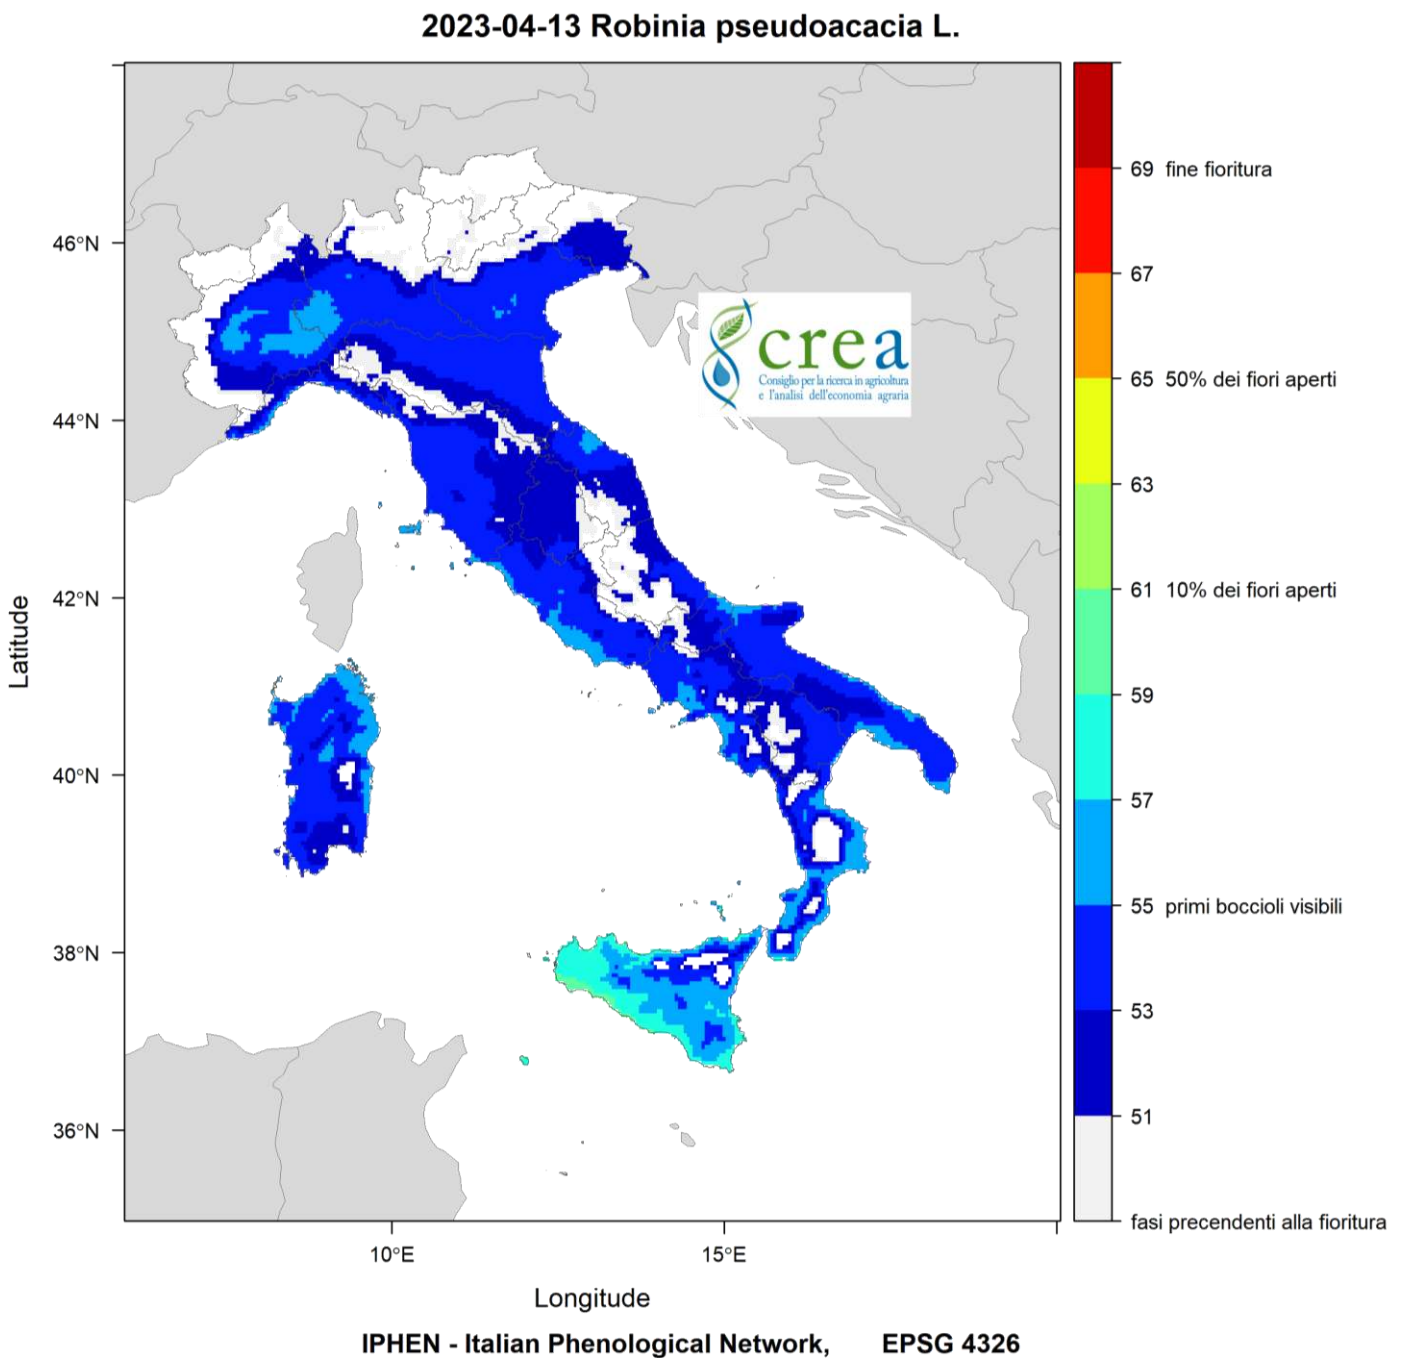 2023-04-13 Robinia pseudoacacia L.
69 fine fioritura
67
65 50% dei fiori aperti
63
61 10% dei fiori aperti
59
57
55 primi boccioli visibili
53
51
fasi precendenti alla fioritura
46°N
44°N
42°N
40°N
38°N
36°N
Latitude
crea
Consiglio per la ricerca in agricoltura
e l'analisi dell'economia agraria
10°E
15°E
Longitude
IPHEN - Italian Phenological Network, EPSG 4326